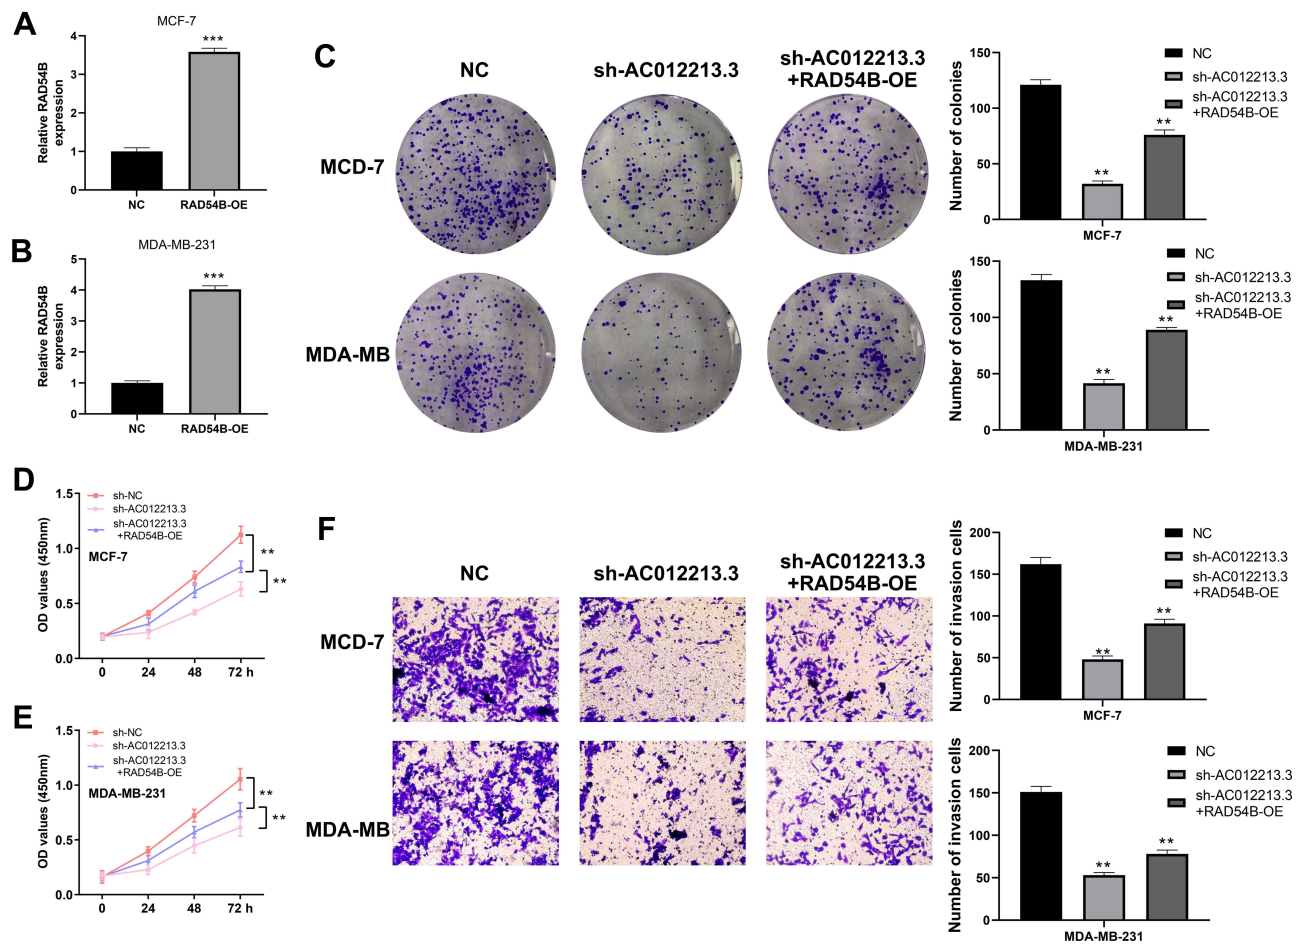 A
MCF-7
Relative RAD54B
expression
4
3
2
1
0
***
NC
RAD54B-OE
B
MDA-MB-231
Relative RAD54B
expression
5
4
3
2
1
0
***
NC
RAD54B-OE
C
NC
sh-AC012213.3
sh-AC012213.3
+RAD54B-OE
MCD-7
MDA-MB
Number of colonies
150
100
50
0
**
**
MCF-7
NC
sh-AC012213.3
sh-AC012213.3
+RAD54B-OE
Number of colonies
150
100
50
0
**
**
MDA-MB-231
NC
sh-AC012213.3
sh-AC012213.3
+RAD54B-OE
D
OD values (450nm)
1.5
1.0
0.5
0.0
sh-NC
sh-AC012213.3
sh-AC012213.3
+RAD54B-OE
MCF-7
**
**
0
24
48
72 h
E
OD values (450nm)
1.5
1.0
0.5
0.0
sh-NC
sh-AC012213.3
sh-AC012213.3
+RAD54B-OE
MDA-MB-231
**
**
0
24
48
72 h
F
NC
sh-AC012213.3
sh-AC012213.3
+RAD54B-OE
MCD-7
MDA-MB
Number of invasion cells
200
150
100
50
0
**
**
MCF-7
NC
sh-AC012213.3
sh-AC012213.3
+RAD54B-OE
Number of invasion cells
200
150
100
50
0
**
**
MDA-MB-231
NC
sh-AC012213.3
sh-AC012213.3
+RAD54B-OE